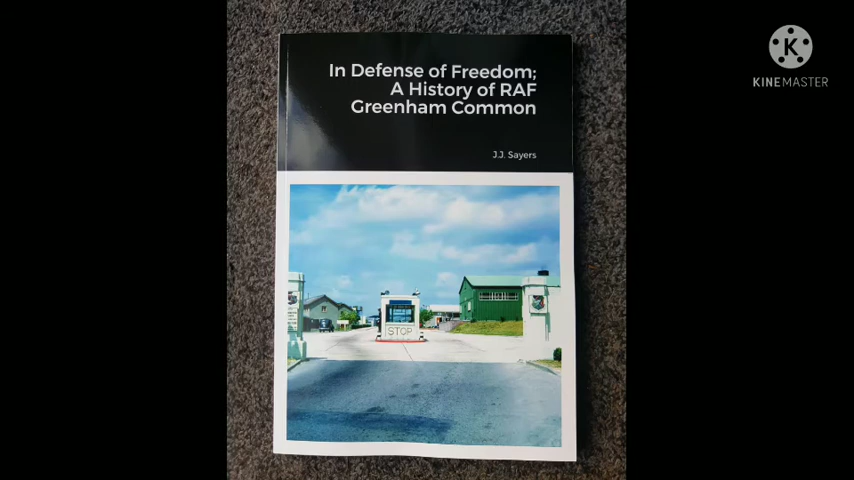 In Defense of Freedom;
A History of RAF
Greenham Common
J.J. Sayers
STOP
K
KINEMASTER